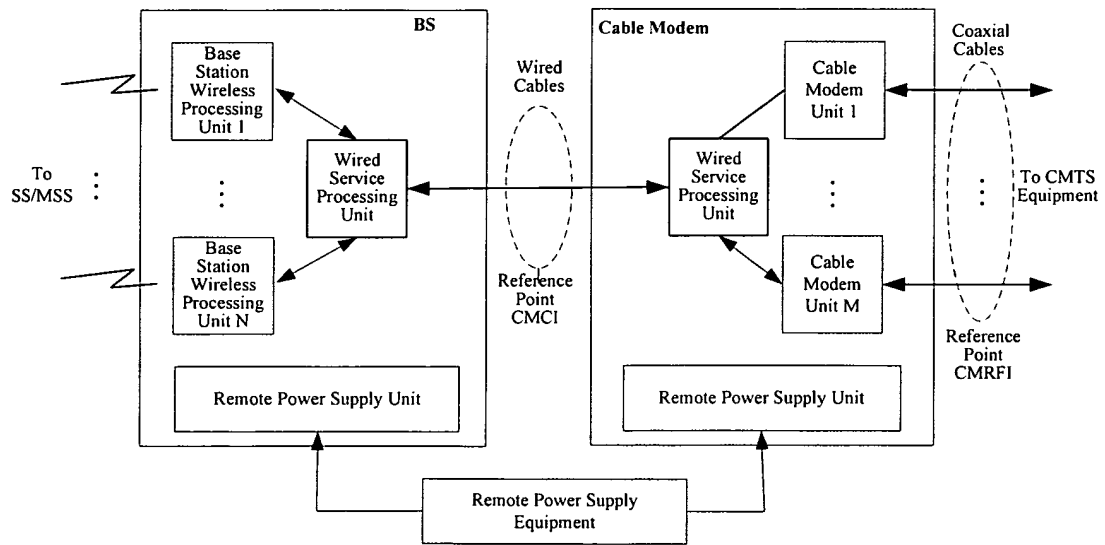 BS
Base
Station
Wireless
Processing
Unit 1
Wired
Service
Processing
Unit
Base
Station
Wireless
Processing
Unit N
To
SS/MSS
Remote Power Supply Unit
Wired
Cables
Reference
Point
CMCI
Cable Modem
Cable
Modem
Unit 1
Wired
Service
Processing
Unit
Cable
Modem
Unit M
Remote Power Supply Unit
Coaxial
Cables
To CMTS
Equipment
Reference
Point
CMRFI
Remote Power Supply
Equipment